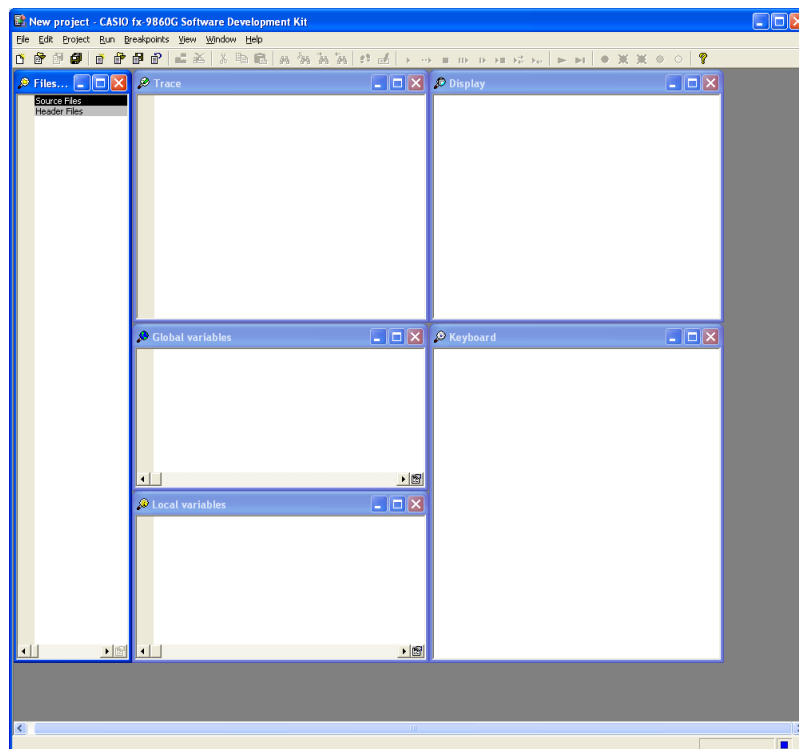 New project - CASIO fx-9860G Software Development Kit
File Edit Project Run Breakpoints View Window Help
Files...
Source Files
Header Files
Trace
Display
Global variables
Keyboard
Local variables